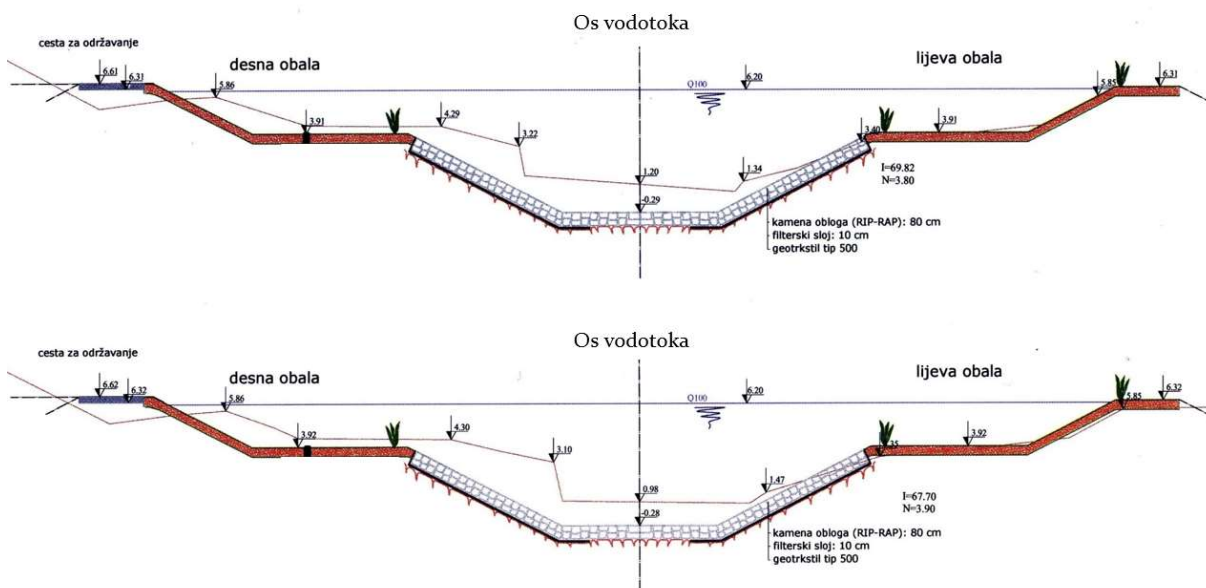 Os vodotoka
cesta za održavanje
desna obala
lijeva obala
6.61
6.31
5.86
Q100
6.20
5.85
6.31
3.91
4.29
3.22
1.20
-0.29
1.34
3.40
3.91
I=69.82
N=3.80
kamena obloga (RIP-RAP): 80 cm
filterski sloj: 10 cm
geotrkstil tip 500
Os vodotoka
cesta za održavanje
desna obala
lijeva obala
6.62
6.32
5.86
Q100
6.20
5.85
6.32
3.92
4.30
3.10
0.98
-0.28
1.47
3.92
I=67.70
N=3.90
kamena obloga (RIP-RAP): 80 cm
filterski sloj: 10 cm
geotrkstil tip 500